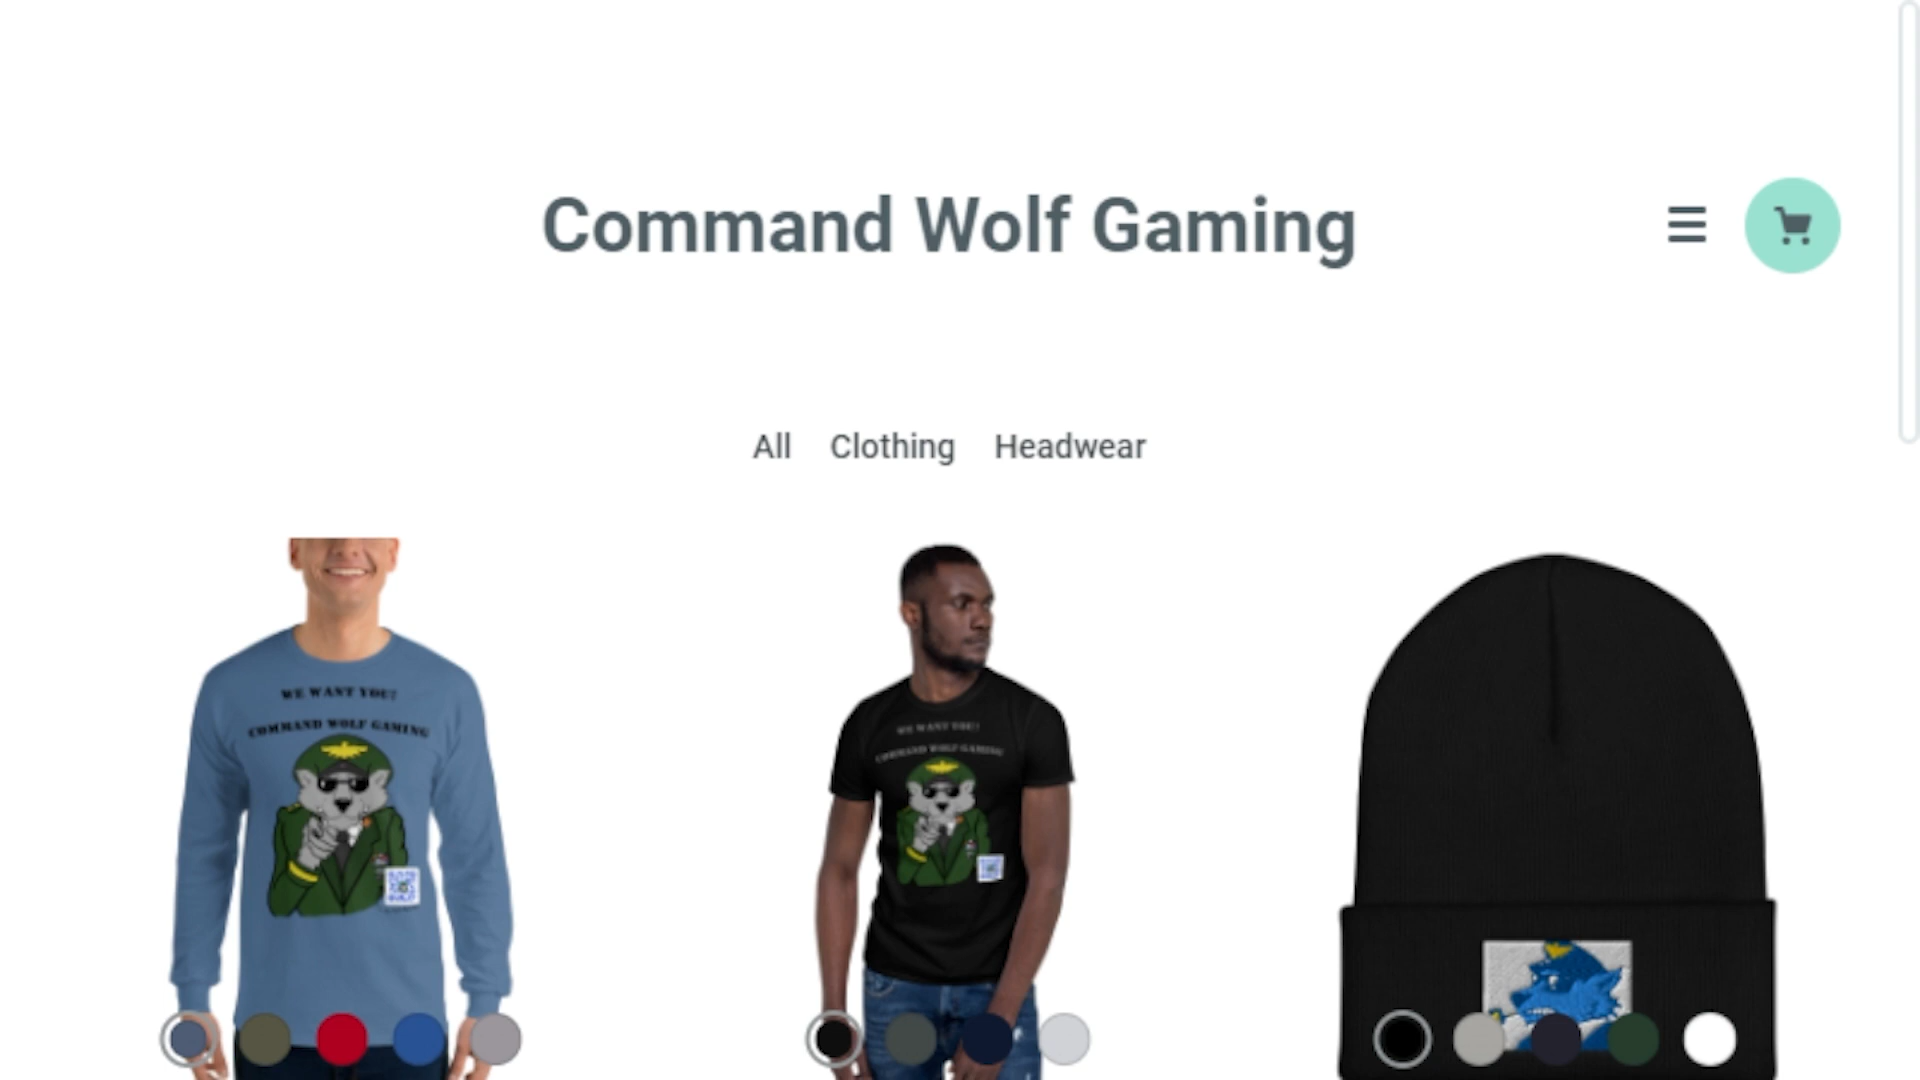 Command Wolf Gaming
All Clothing Headwear
WE WANT YOU!
COMMAND WOLF GAMING
WE WANT YOU!
COMMAND WOLF GAMING